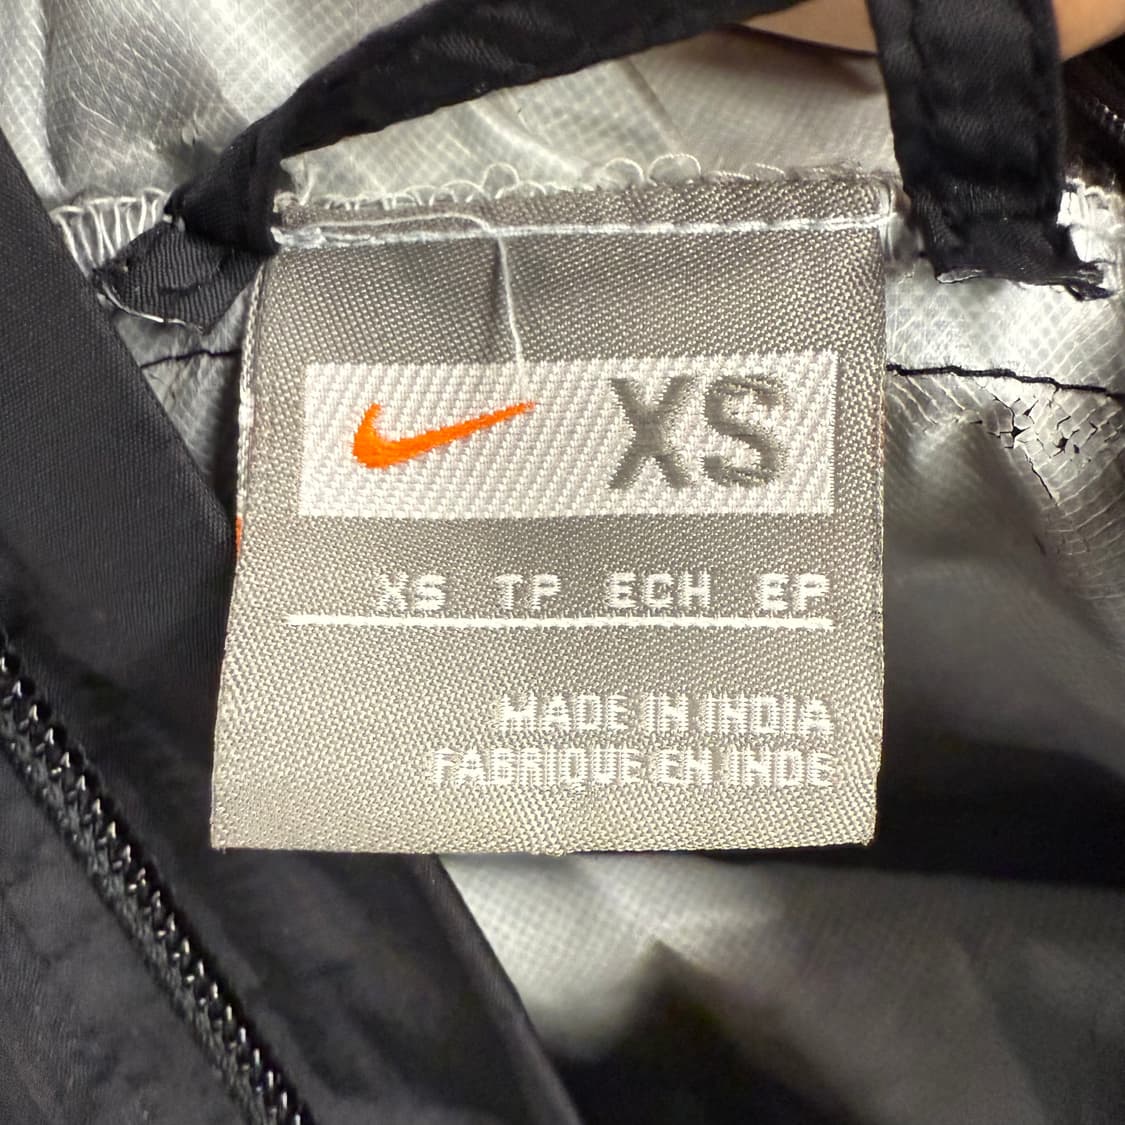 XS
XS TP ECH EP
MADE IN INDIA
FABRIQUE EN INDE